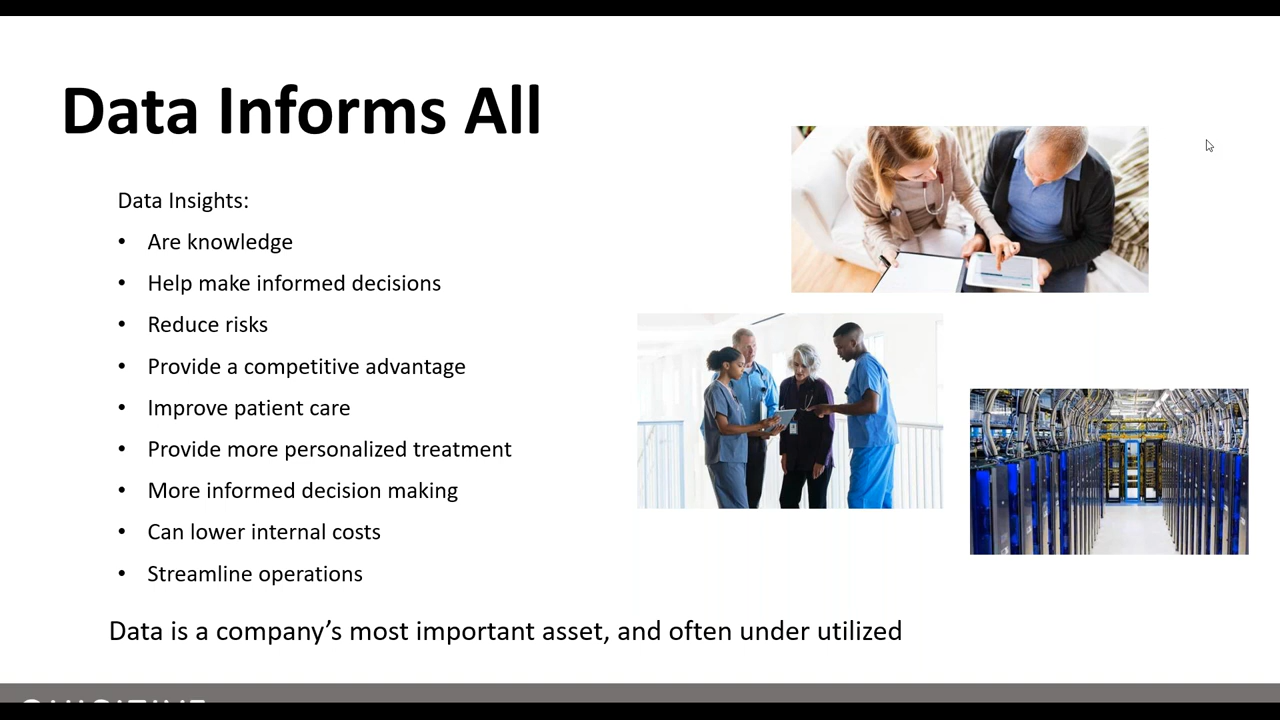 Data Informs All
Data Insights:
• Are knowledge
• Help make informed decisions
• Reduce risks
• Provide a competitive advantage
• Improve patient care
• Provide more personalized treatment
• More informed decision making
• Can lower internal costs
• Streamline operations
Data is a company’s most important asset, and often under utilized